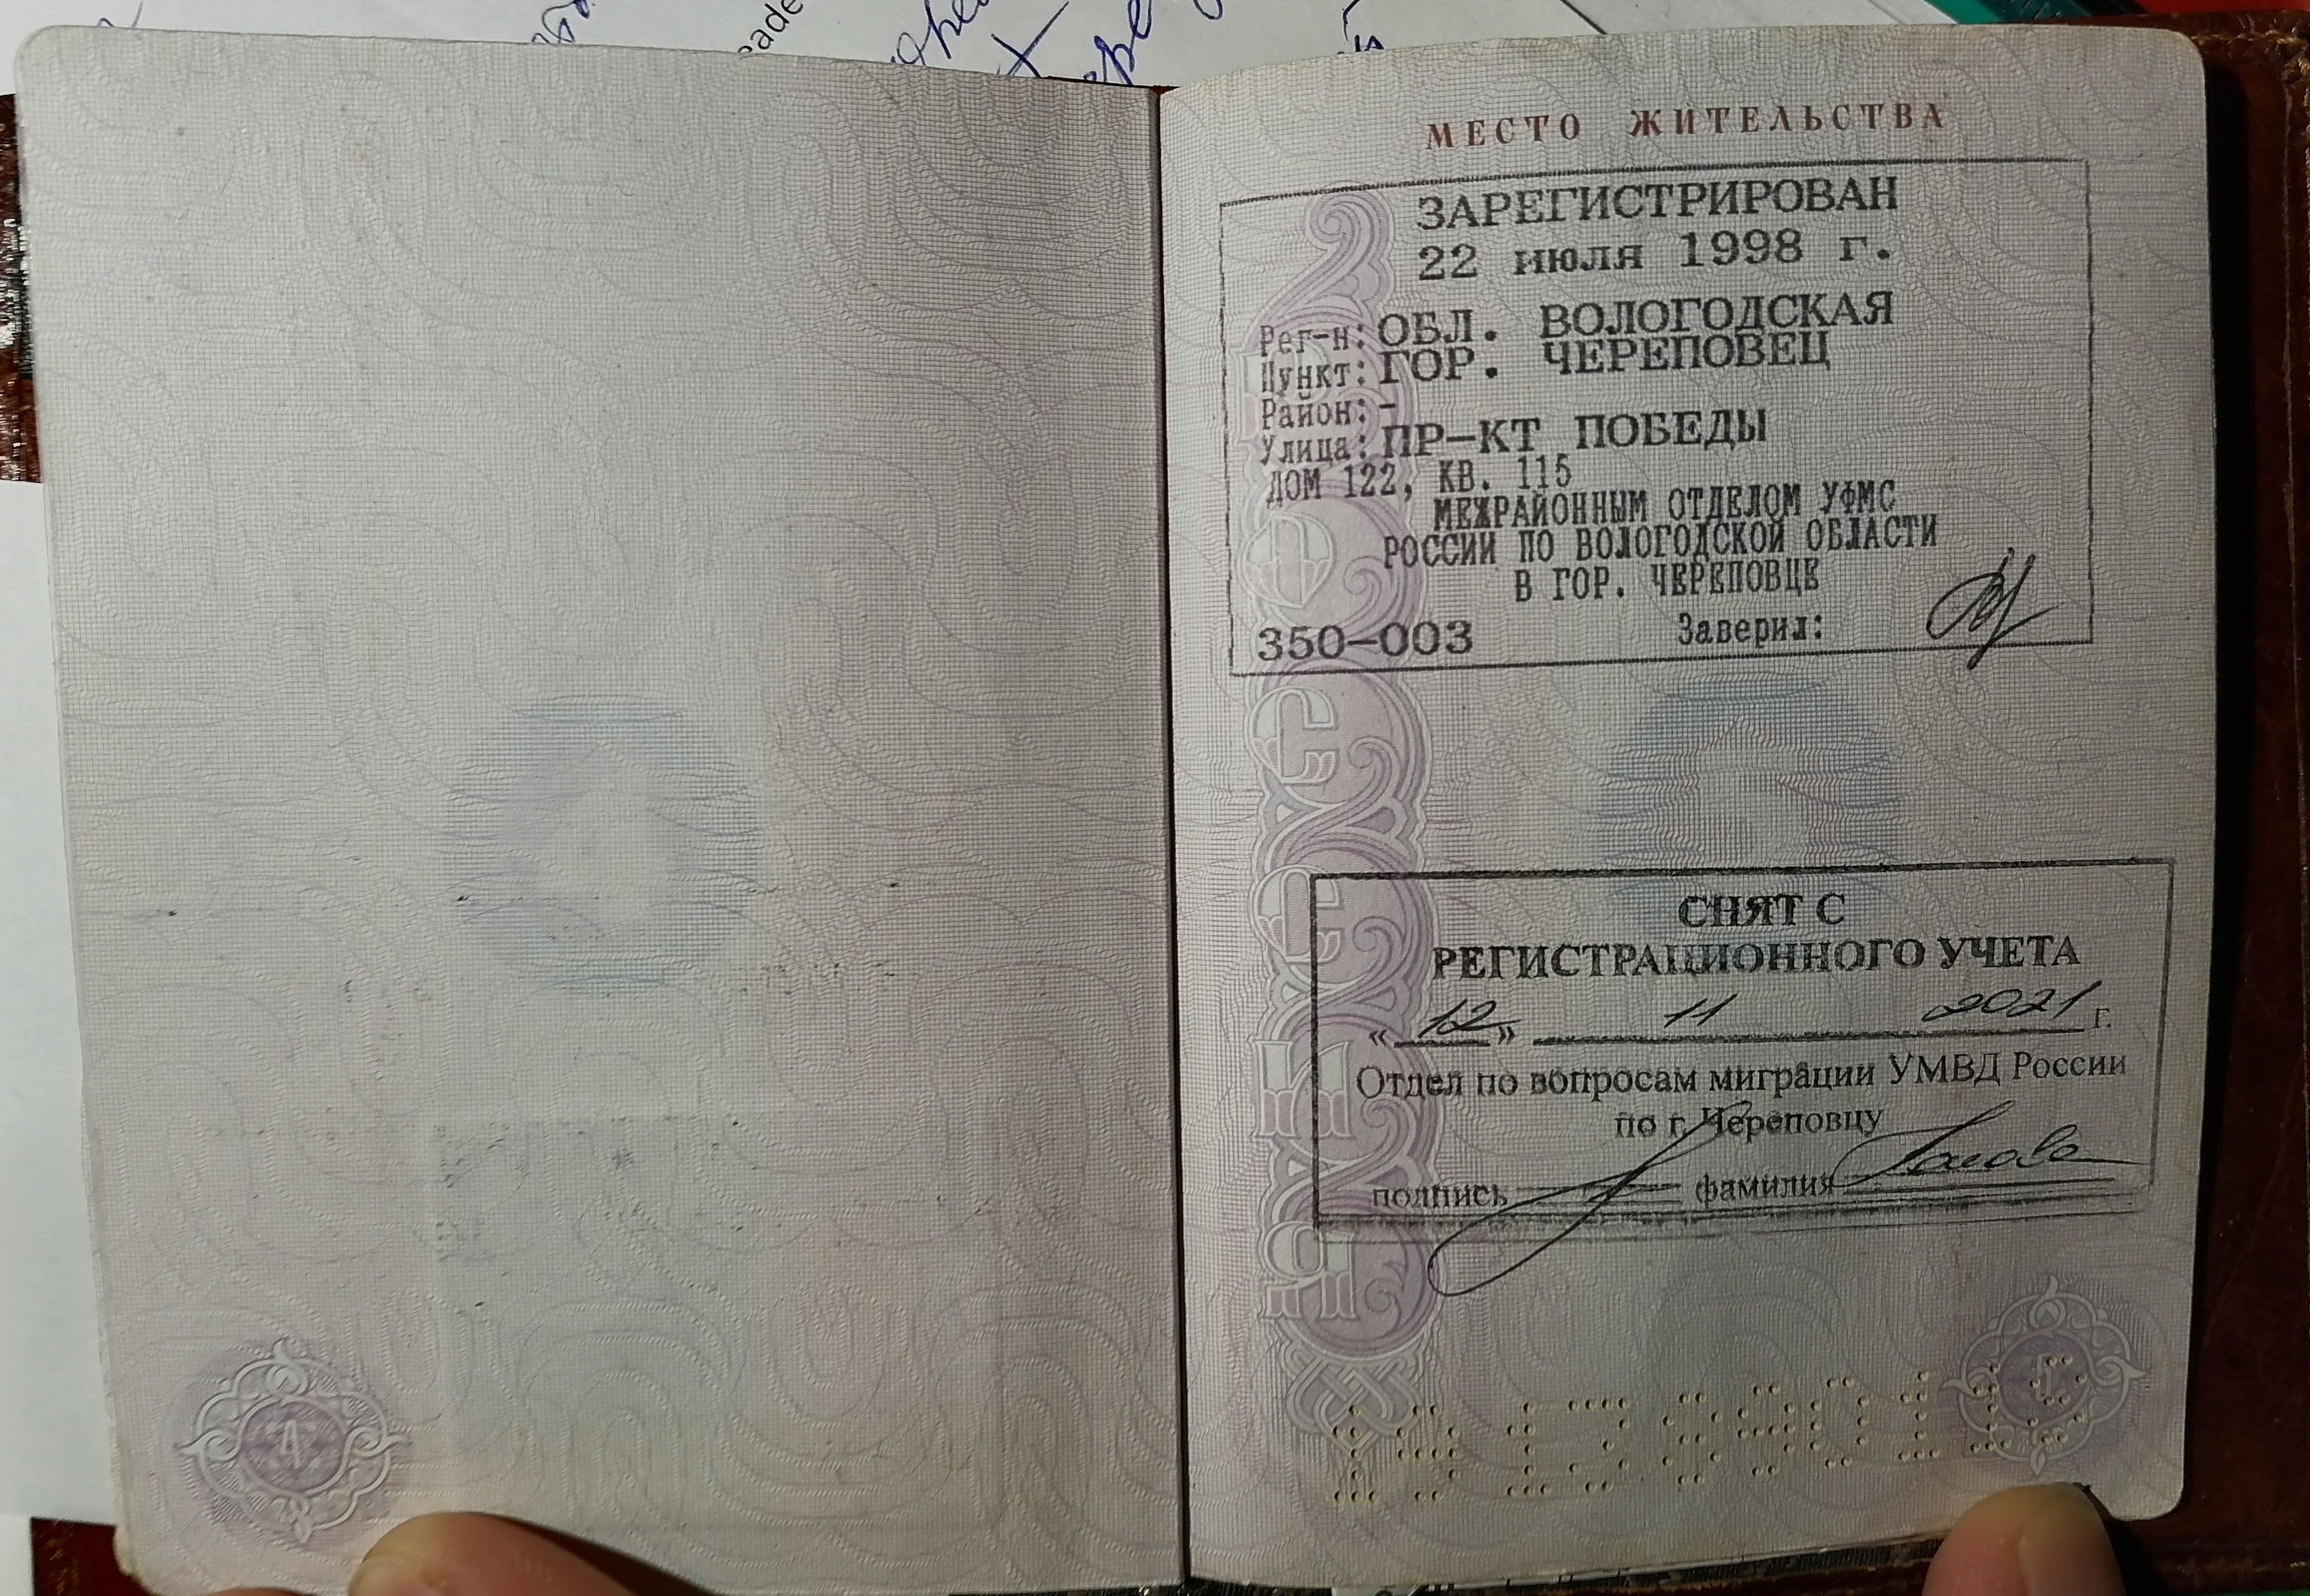 МЕСТО ЖИТЕЛЬСТВА
ЗАРЕГИСТРИРОВАН
22 июля 1998 г.
Рег-н: ОБЛ. ВОЛОГОДСКАЯ
Пункт: ГОР. ЧЕРЕПОВЕЦ
Район: -
Улица: ПР-КТ ПОБЕДЫ
ДОМ 122, КВ. 115
МЕЖРАЙОННЫМ ОТДЕЛОМ УФМС
РОССИИ ПО ВОЛОГОДСКОЙ ОБЛАСТИ
В ГОР. ЧЕРЕПОВЦЕ
350-003 Заверил:
СНЯТ С
РЕГИСТРАЦИОННОГО УЧЕТА
«12» 11 2021 г.
Отдел по вопросам миграции УМВД России
по г. Череповцу
подпись фамилия
РОССИЯ
4